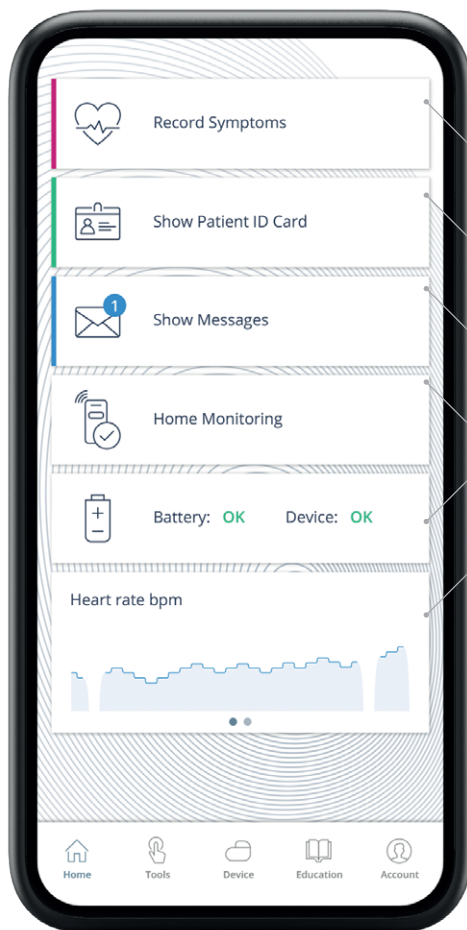 Record Symptoms
Show Patient ID Card
1
Show Messages
Home Monitoring
Battery: OK Device: OK
Heart rate bpm
Home Tools Device Education Account